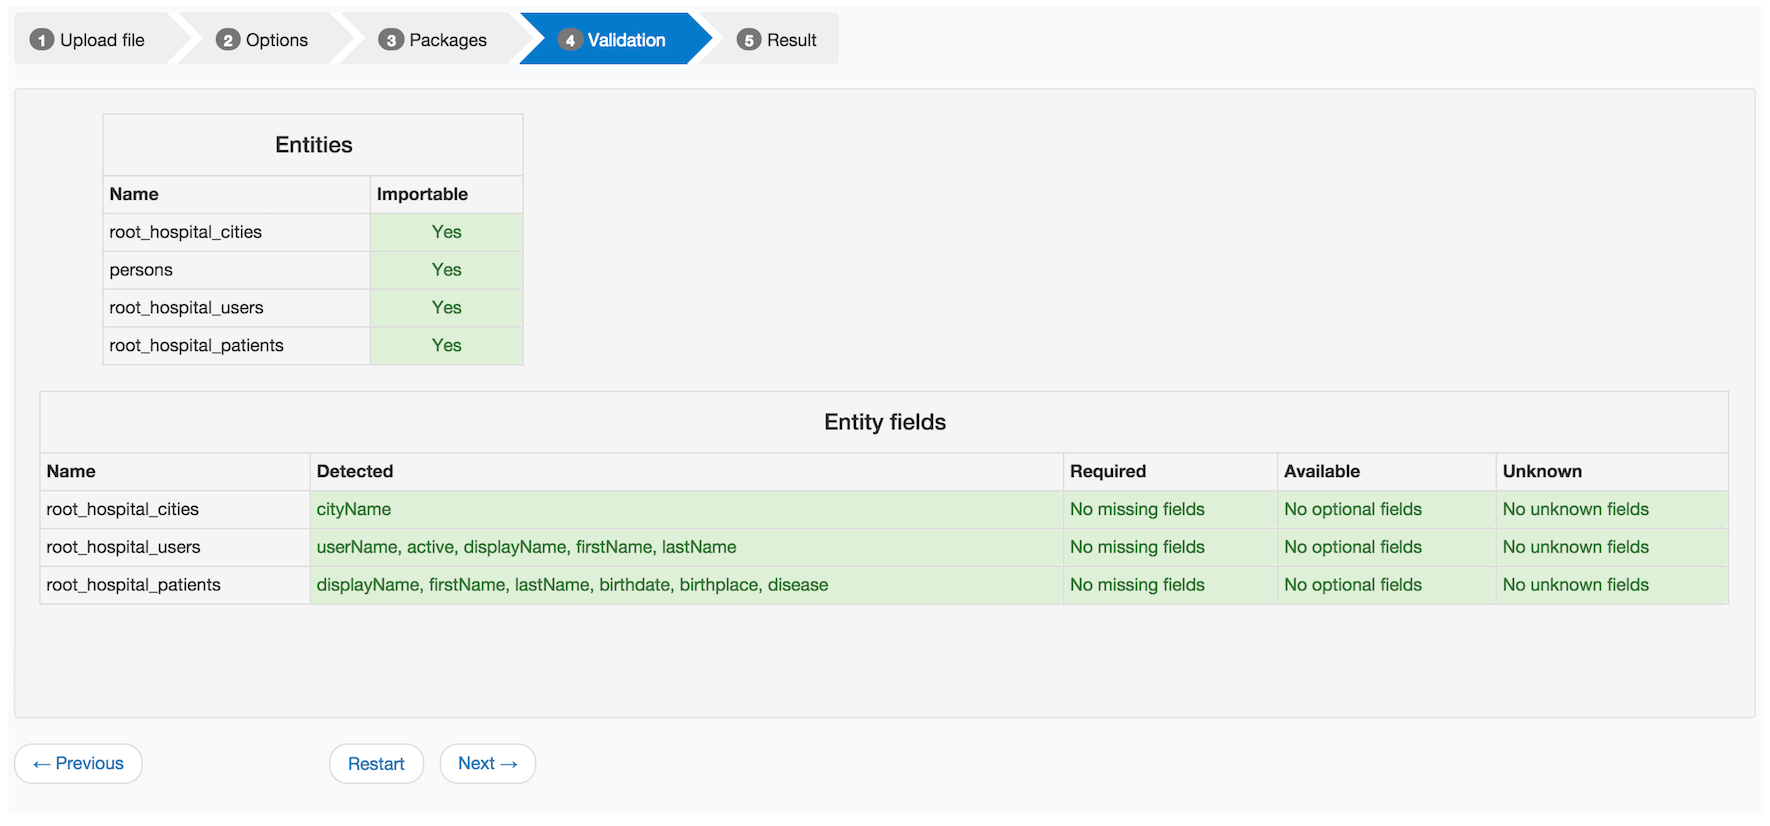 1 Upload file 2 Options 3 Packages 4 Validation 5 Result
Entities
Name Importable
root_hospital_cities Yes
persons Yes
root_hospital_users Yes
root_hospital_patients Yes
Entity fields
Name Detected Required Available Unknown
root_hospital_cities cityName No missing fields No optional fields No unknown fields
root_hospital_users userName, active, displayName, firstName, lastName No missing fields No optional fields No unknown fields
root_hospital_patients displayName, firstName, lastName, birthdate, birthplace, disease No missing fields No optional fields No unknown fields
← Previous Restart Next →